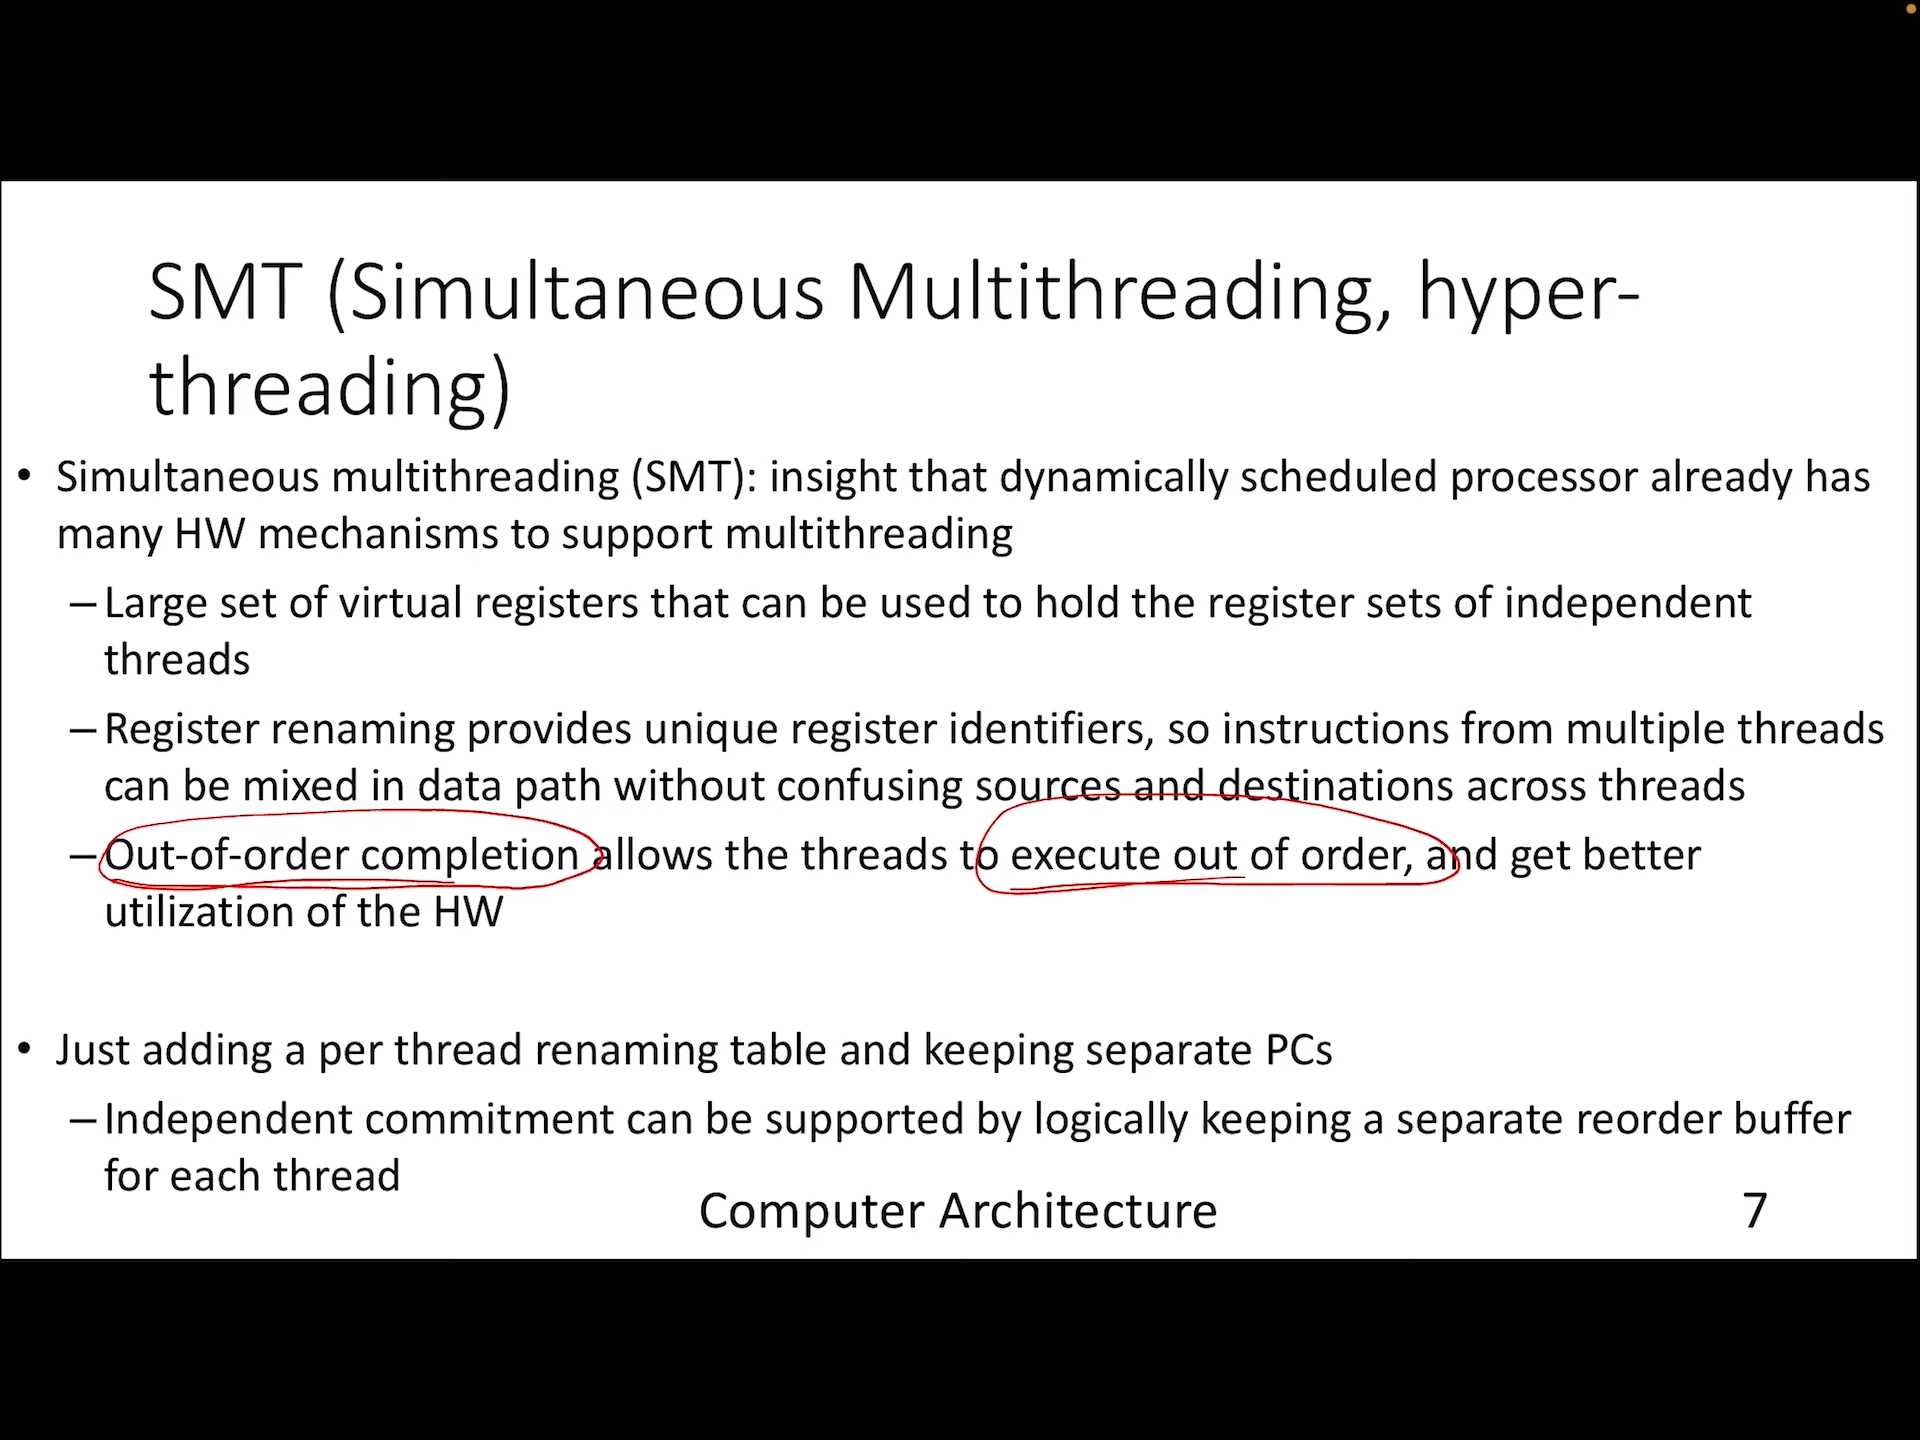 SMT (Simultaneous Multithreading, hyper-
threading)
• Simultaneous multithreading (SMT): insight that dynamically scheduled processor already has
many HW mechanisms to support multithreading
– Large set of virtual registers that can be used to hold the register sets of independent
threads
– Register renaming provides unique register identifiers, so instructions from multiple threads
can be mixed in data path without confusing sources and destinations across threads
– Out-of-order completion allows the threads to execute out of order, and get better
utilization of the HW
• Just adding a per thread renaming table and keeping separate PCs
– Independent commitment can be supported by logically keeping a separate reorder buffer
for each thread
Computer Architecture 7